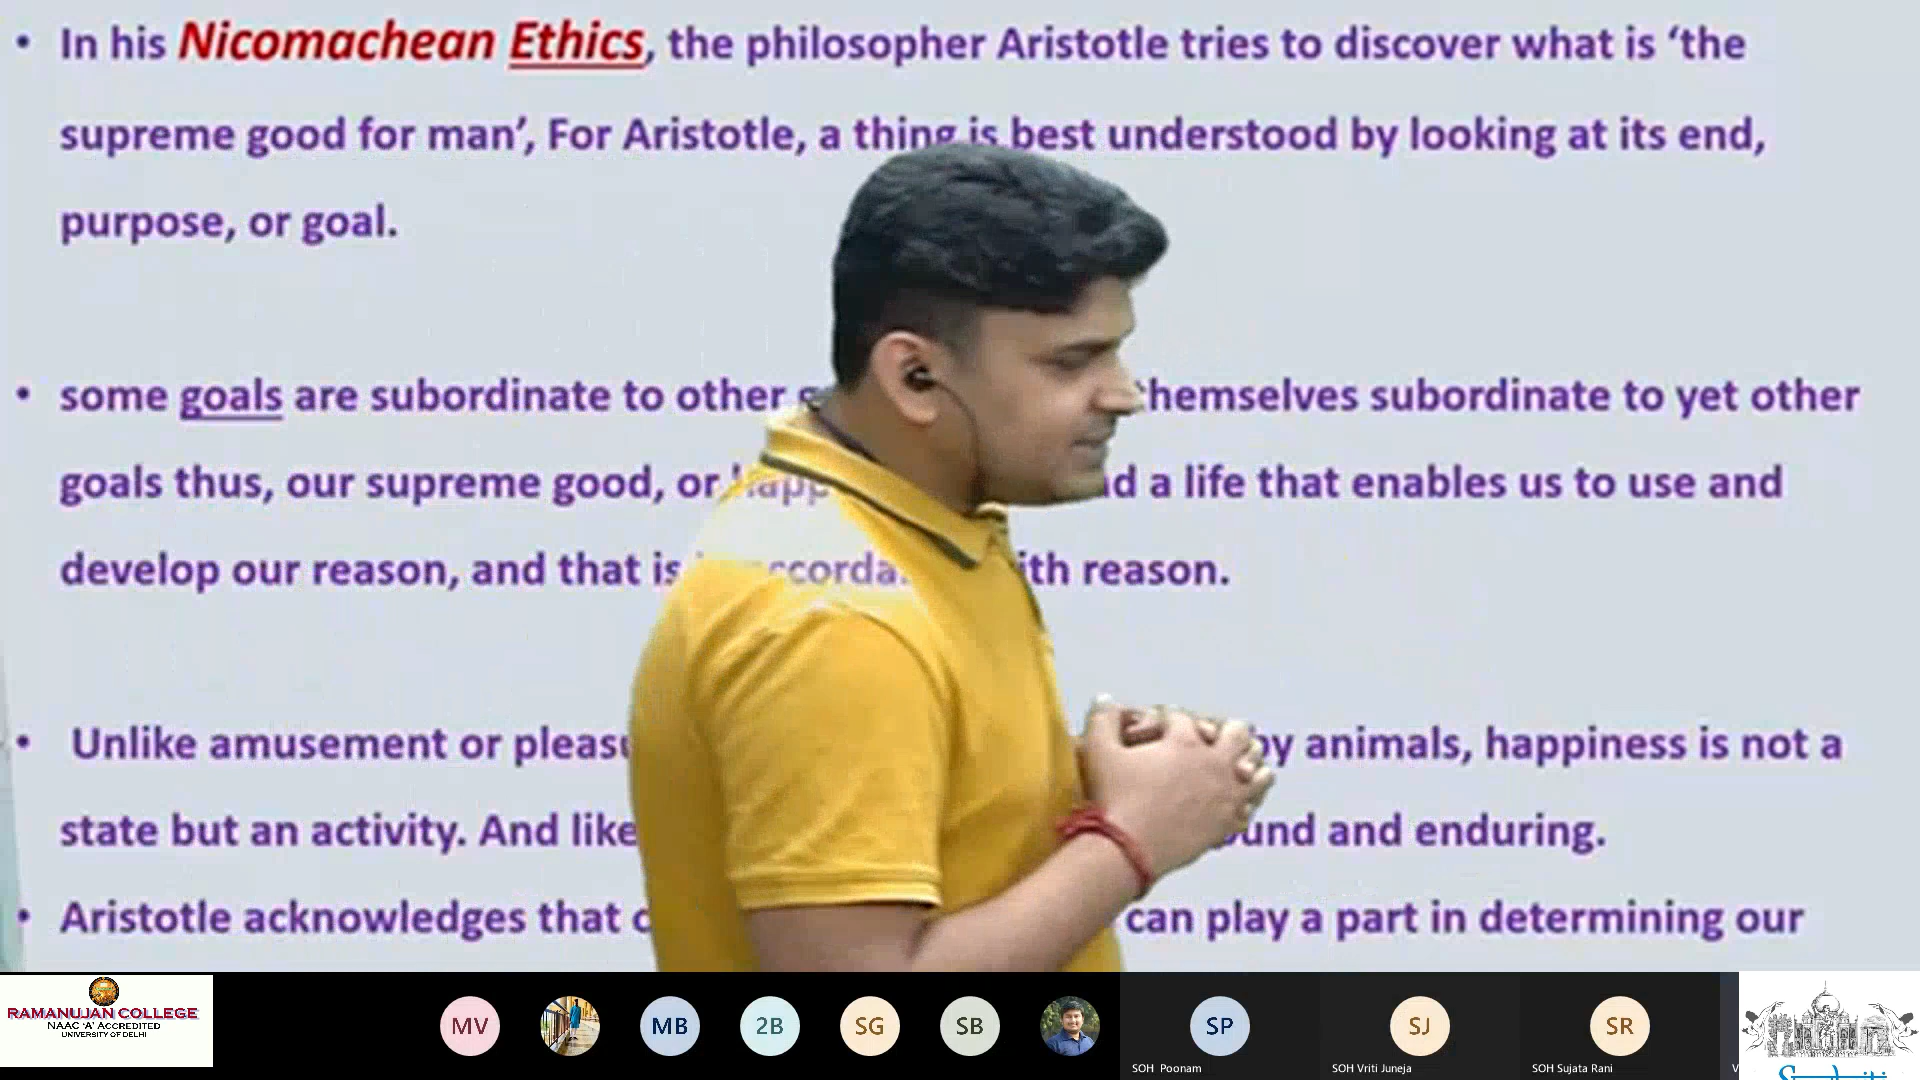 • In his Nicomachean Ethics, the philosopher Aristotle tries to discover what is ‘the
supreme good for man’, For Aristotle, a thing is best understood by looking at its end,
purpose, or goal.
• some goals are subordinate to other themselves subordinate to yet other
goals thus, our supreme good, or a life that enables us to use and
develop our reason, and that is with reason.
• Unlike amusement or by animals, happiness is not a
state but an activity. And like and enduring.
• Aristotle acknowledges that can play a part in determining our
RAMANUJAN COLLEGE
NAAC ‘A’ ACCREDITED
UNIVERSITY OF DELHI
MV MB 2B SG SB SP SJ SR
SOH Poonam SOH Vriti Juneja SOH Sujata Rani V